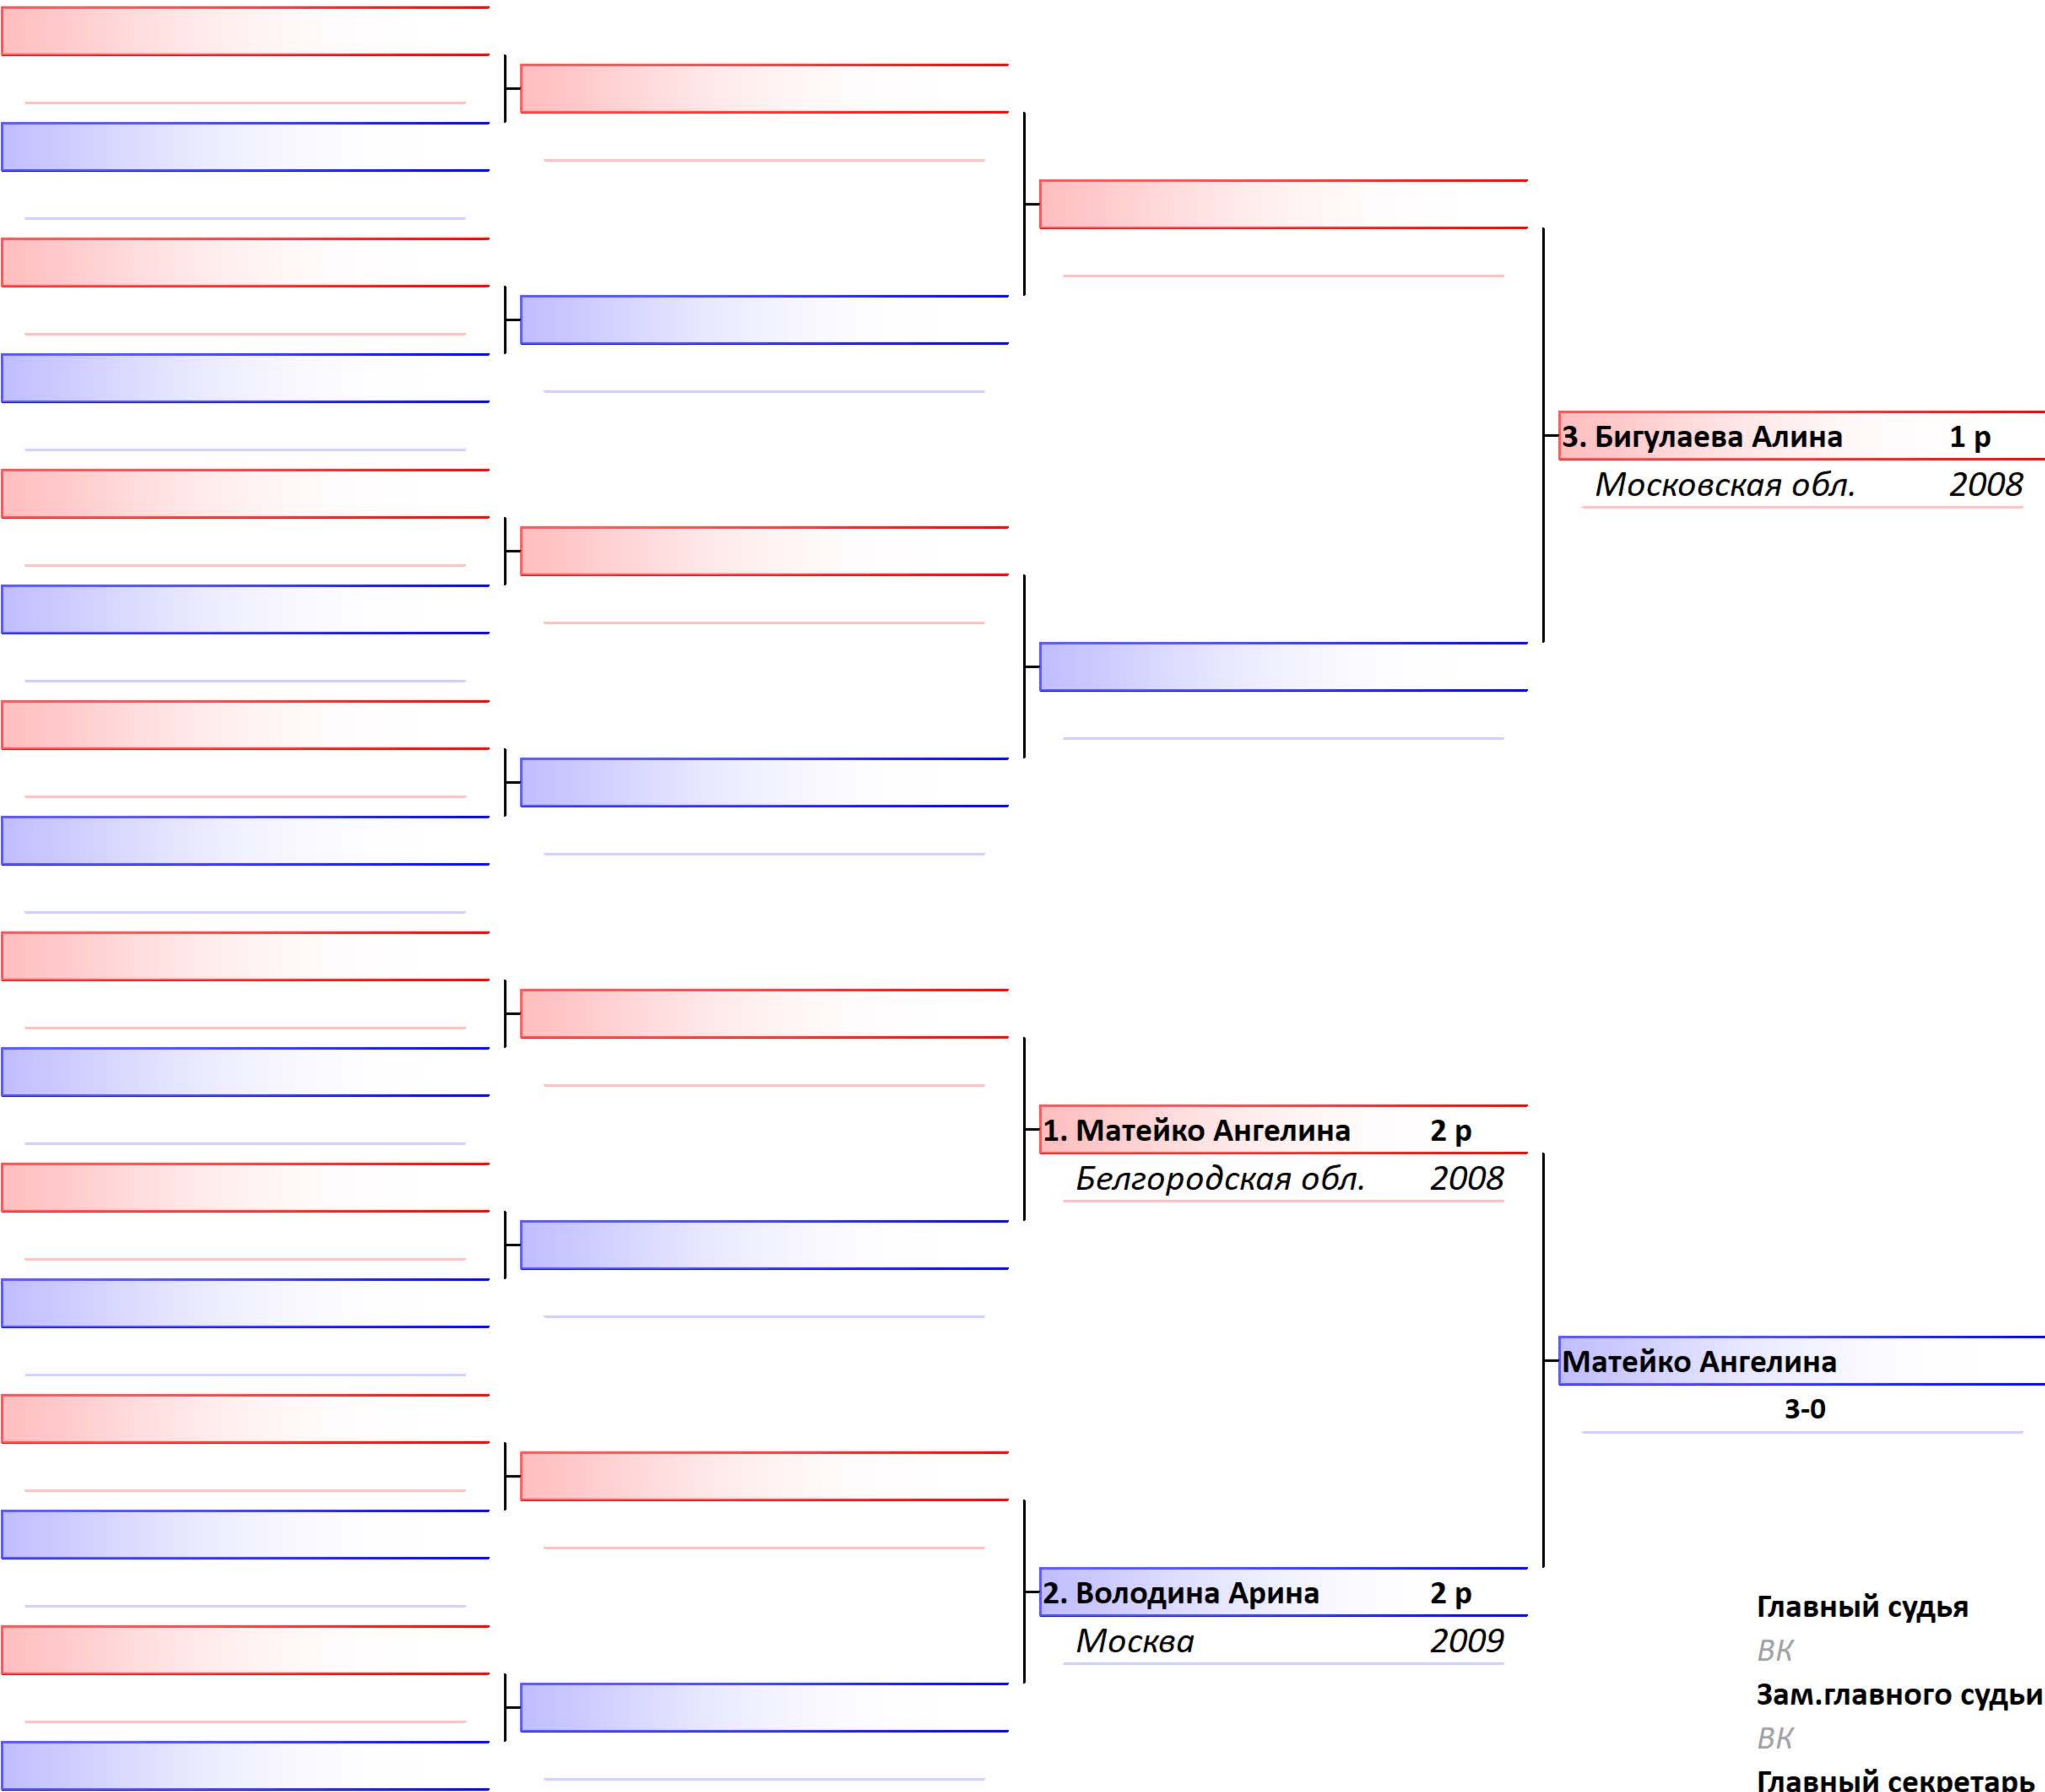 3. Бигулаева Алина 1 р
Московская обл. 2008
1. Матейко Ангелина 2 р
Белгородская обл. 2008
Матейко Ангелина
3-0
2. Володина Арина 2 р
Москва 2009
Главный судья
ВК
Зам.главного судьи
ВК
Главный секретарь